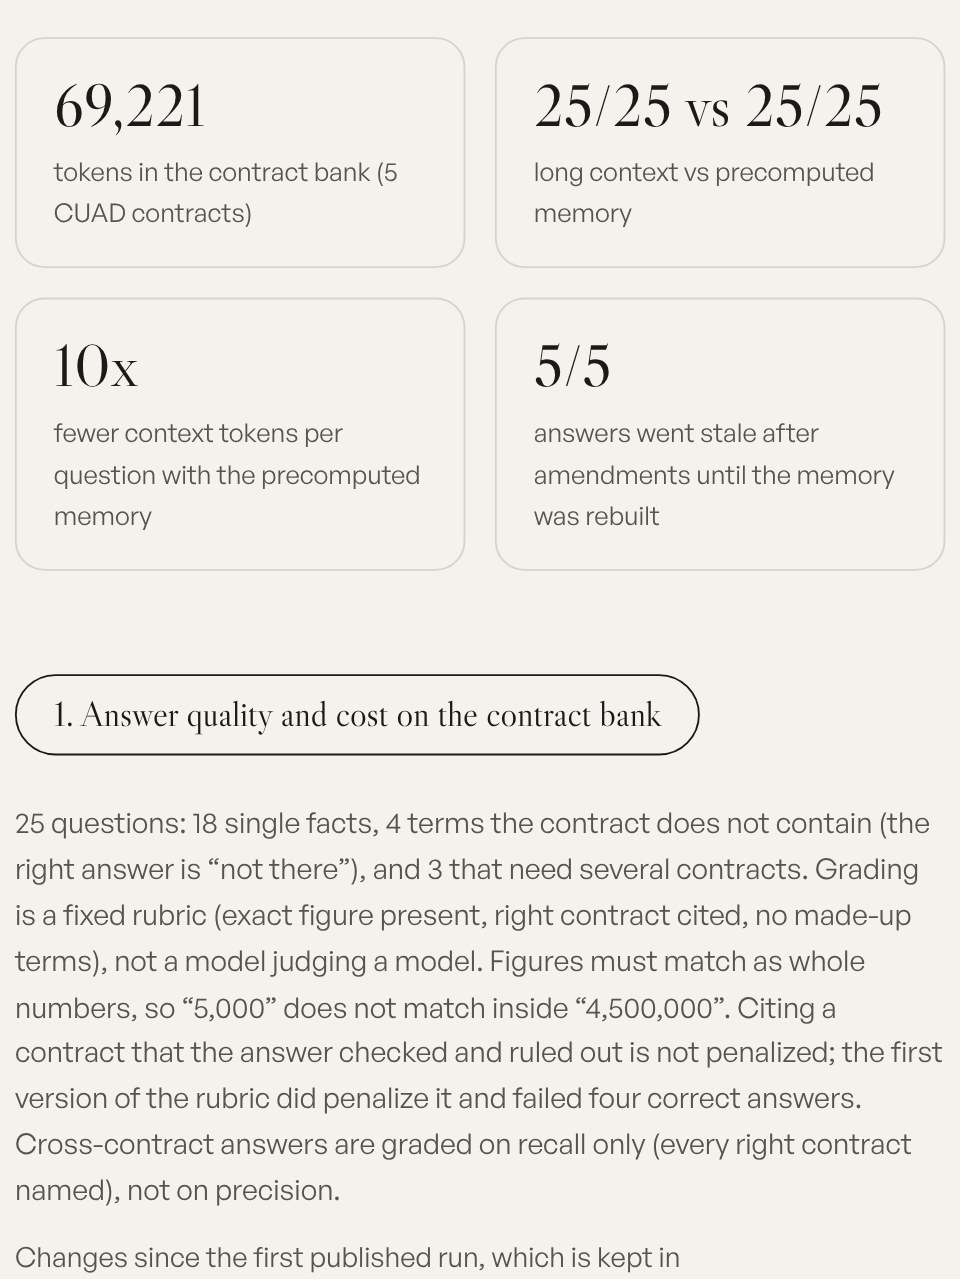 69,221
tokens in the contract bank (5
CUAD contracts)
25/25 vs 25/25
long context vs precomputed
memory
10x
fewer context tokens per
question with the precomputed
memory
5/5
answers went stale after
amendments until the memory
was rebuilt
1. Answer quality and cost on the contract bank
25 questions: 18 single facts, 4 terms the contract does not contain (the
right answer is “not there”), and 3 that need several contracts. Grading
is a fixed rubric (exact figure present, right contract cited, no made-up
terms), not a model judging a model. Figures must match as whole
numbers, so “5,000” does not match inside “4,500,000”. Citing a
contract that the answer checked and ruled out is not penalized; the first
version of the rubric did penalize it and failed four correct answers.
Cross-contract answers are graded on recall only (every right contract
named), not on precision.
Changes since the first published run, which is kept in